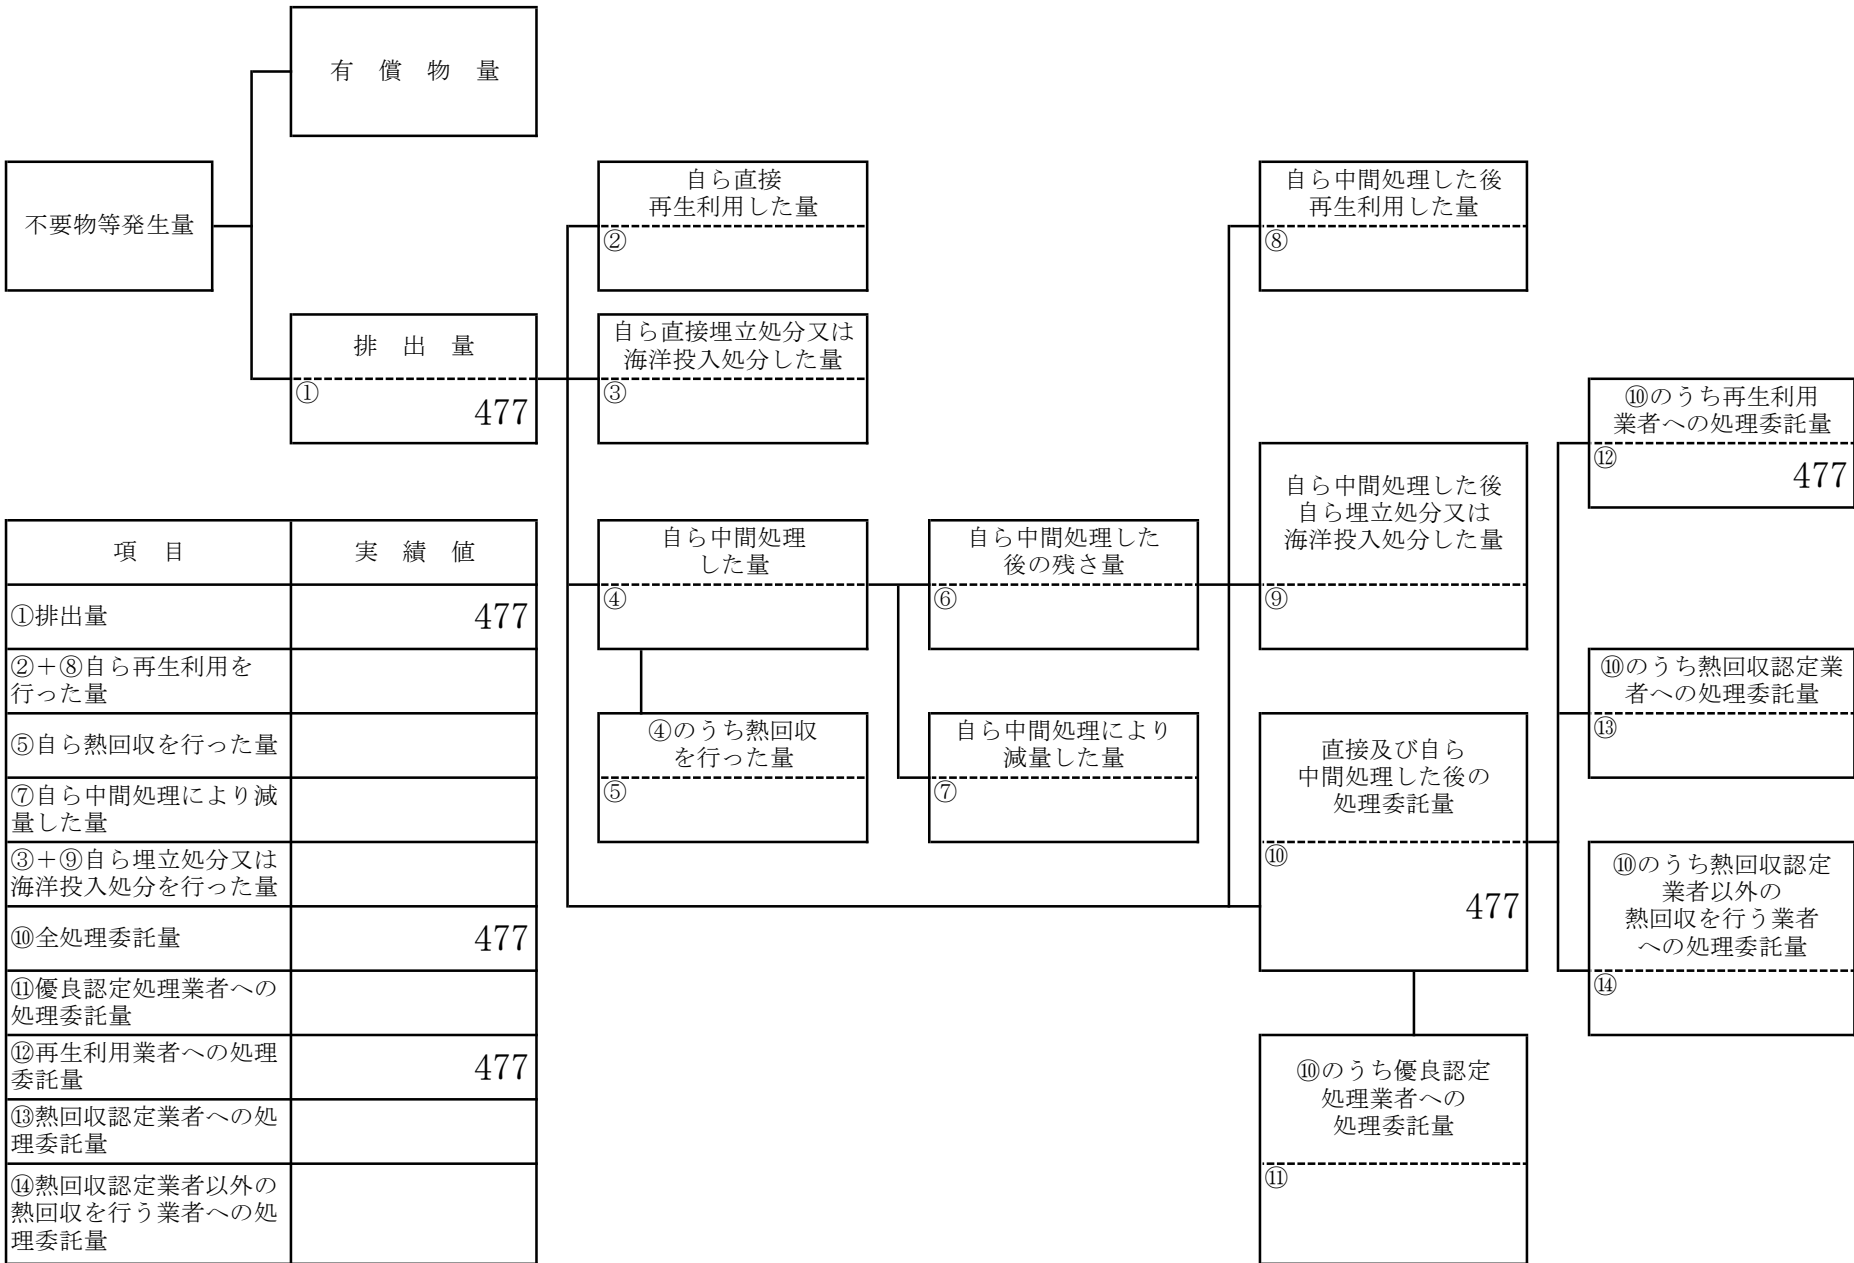 有　償　物　量
不要物等発生量
排　出　量
①
477
自ら直接
再生利用した量
②
自ら直接埋立処分又は
海洋投入処分した量
③
自ら中間処理
した量
④
④のうち熱回収
を行った量
⑤
自ら中間処理した
後の残さ量
⑥
自ら中間処理により
減量した量
⑦
自ら中間処理した後
再生利用した量
⑧
自ら中間処理した後
自ら埋立処分又は
海洋投入処分した量
⑨
直接及び自ら
中間処理した後の
処理委託量
⑩
477
⑩のうち優良認定
処理業者への
処理委託量
⑪
⑩のうち再生利用
業者への処理委託量
⑫
477
⑩のうち熱回収認定業
者への処理委託量
⑬
⑩のうち熱回収認定
業者以外の
熱回収を行う業者
への処理委託量
⑭
項　目　実　績　値
①排出量　477
②＋⑧自ら再生利用を
行った量
⑤自ら熱回収を行った量
⑦自ら中間処理により減
量した量
③＋⑨自ら埋立処分又は
海洋投入処分を行った量
⑩全処理委託量　477
⑪優良認定処理業者への
処理委託量
⑫再生利用業者への処理
委託量　477
⑬熱回収認定業者への処
理委託量
⑭熱回収認定業者以外の
熱回収を行う業者への処
理委託量